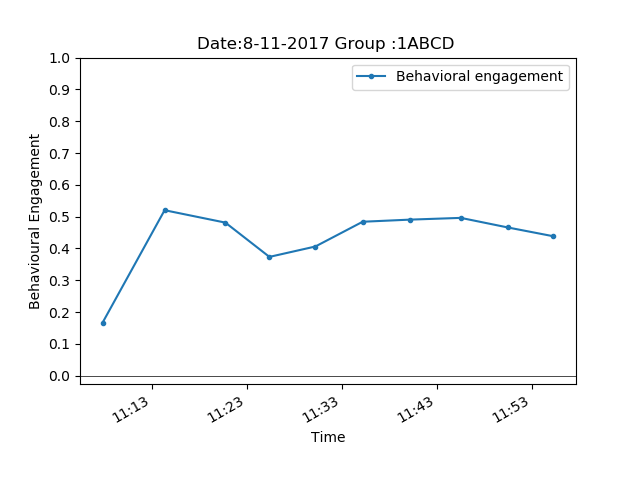 Date:8-11-2017 Group :1ABCD
Behavioral engagement
Behavioural Engagement
1.0
0.9
0.8
0.7
0.6
0.5
0.4
0.3
0.2
0.1
0.0
11:13 11:23 11:33 11:43 11:53
Time